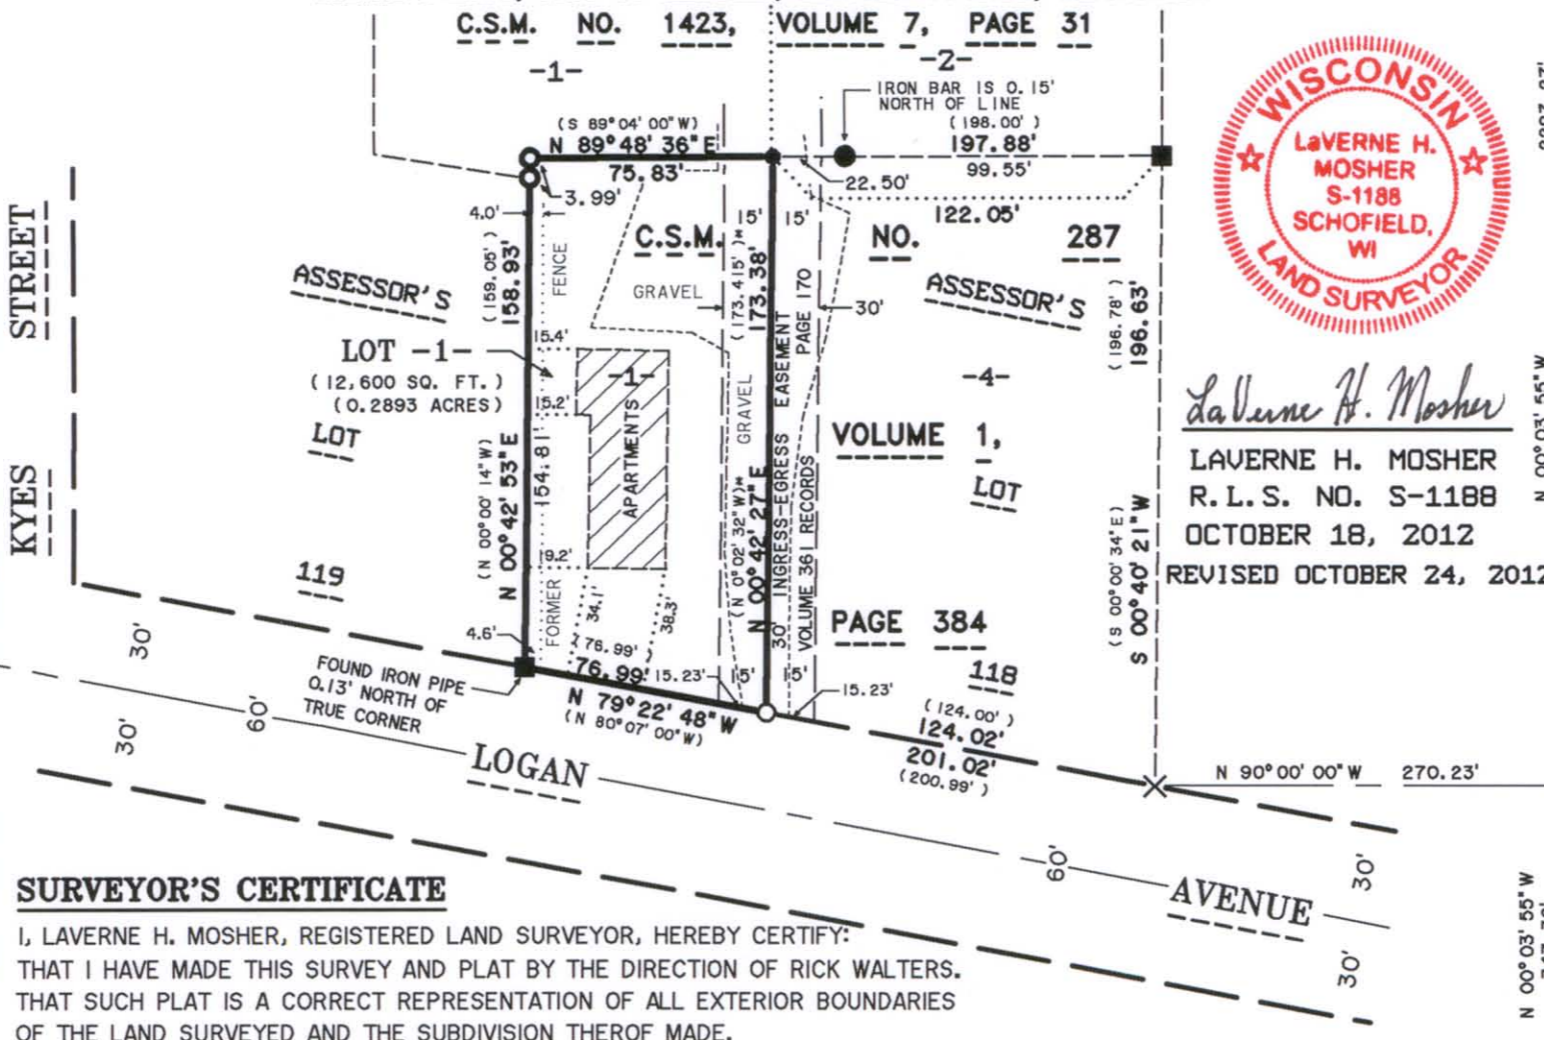 C.S.M. NO. 1423, VOLUME 7, PAGE 31
-1-
-2-
IRON BAR IS 0.15'
NORTH OF LINE
(S 89°04'00"W)
N 89°48'36"E
75.83'
(198.00')
197.88'
99.55'
22.50'
122.05'
3.99'
4.0'
15'
15'
C.S.M. NO. 287
ASSESSOR'S
ASSESSOR'S
(159.05')
158.93'
FENCE
GRAVEL
(173.415')*
173.38'
PAGE 170
30'
(196.78')
196.63'
15.4'
LOT -1-
(12,600 SQ. FT.)
(0.2893 ACRES)
15.2'
-1-
APARTMENTS
GRAVEL
EASEMENT
-4-
LOT
VOLUME 1,
LOT
(N 00°00'14"W)
N 00°42'53"E
154.81'
(N 0°02'32"W)*
N 00°42'27"E
INGRESS-EGRESS
30'
VOLUME 361 RECORDS
(S 00°00'34"E)
S 00°40'21"W
9.2'
FORMER
34.1'
38.3'
119
PAGE 384
118
4.6'
(76.99')
76.99'
15.23'
15'
15'
15.23'
N 79°22'48"W
(N 80°07'00"W)
FOUND IRON PIPE
0.13' NORTH OF
TRUE CORNER
(124.00')
124.02'
201.02'
(200.99')
N 90°00'00"W 270.23'
KYES STREET
30'
60'
30'
LOGAN AVENUE
60'
30'
30'
WISCONSIN
LaVERNE H.
MOSHER
S-1188
SCHOFIELD,
WI
LAND SURVEYOR
LaVerne H. Mosher
LAVERNE H. MOSHER
R.L.S. NO. S-1188
OCTOBER 18, 2012
REVISED OCTOBER 24, 2012
N 00°03'55"W
N 00°03'55"W
SURVEYOR'S CERTIFICATE
I, LAVERNE H. MOSHER, REGISTERED LAND SURVEYOR, HEREBY CERTIFY:
THAT I HAVE MADE THIS SURVEY AND PLAT BY THE DIRECTION OF RICK WALTERS.
THAT SUCH PLAT IS A CORRECT REPRESENTATION OF ALL EXTERIOR BOUNDARIES
OF THE LAND SURVEYED AND THE SUBDIVISION THEROF MADE.